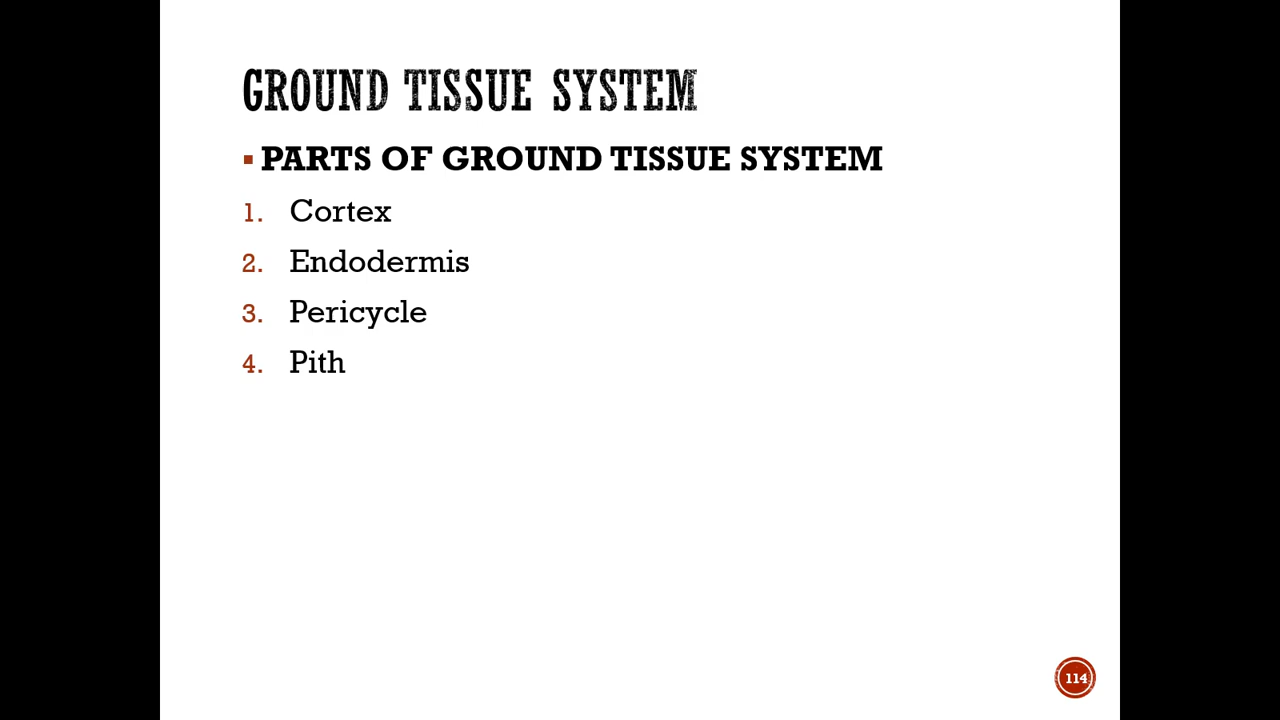 GROUND TISSUE SYSTEM
▪ PARTS OF GROUND TISSUE SYSTEM
1. Cortex
2. Endodermis
3. Pericycle
4. Pith
114